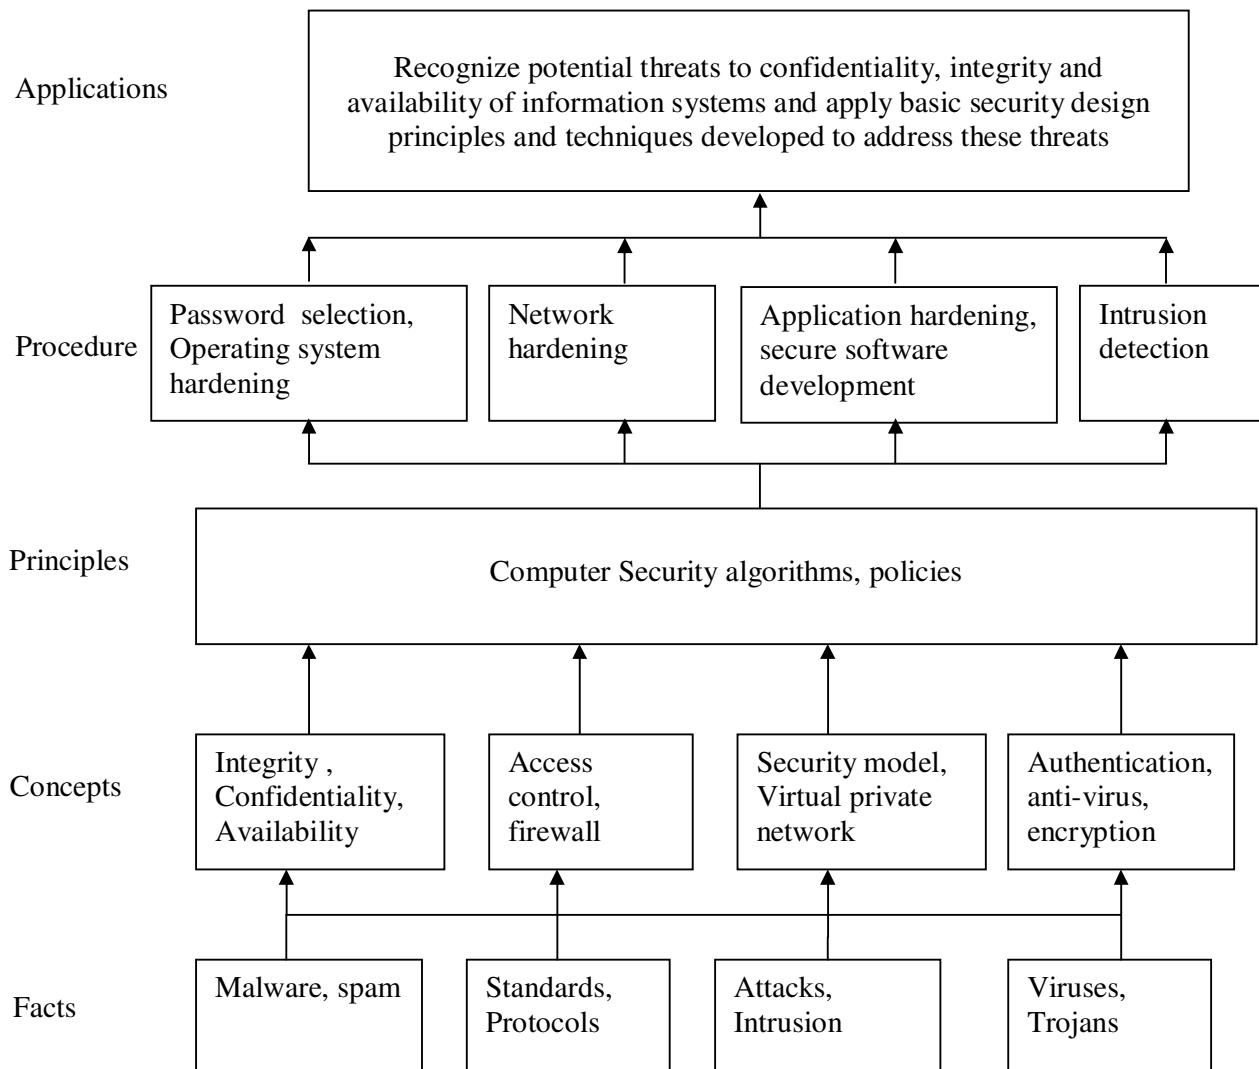 Applications
Recognize potential threats to confidentiality, integrity and
availability of information systems and apply basic security design
principles and techniques developed to address these threats
Procedure
Password selection,
Operating system
hardening
Network
hardening
Application hardening,
secure software
development
Intrusion
detection
Principles
Computer Security algorithms, policies
Concepts
Integrity ,
Confidentiality,
Availability
Access
control,
firewall
Security model,
Virtual private
network
Authentication,
anti-virus,
encryption
Facts
Malware, spam
Standards,
Protocols
Attacks,
Intrusion
Viruses,
Trojans